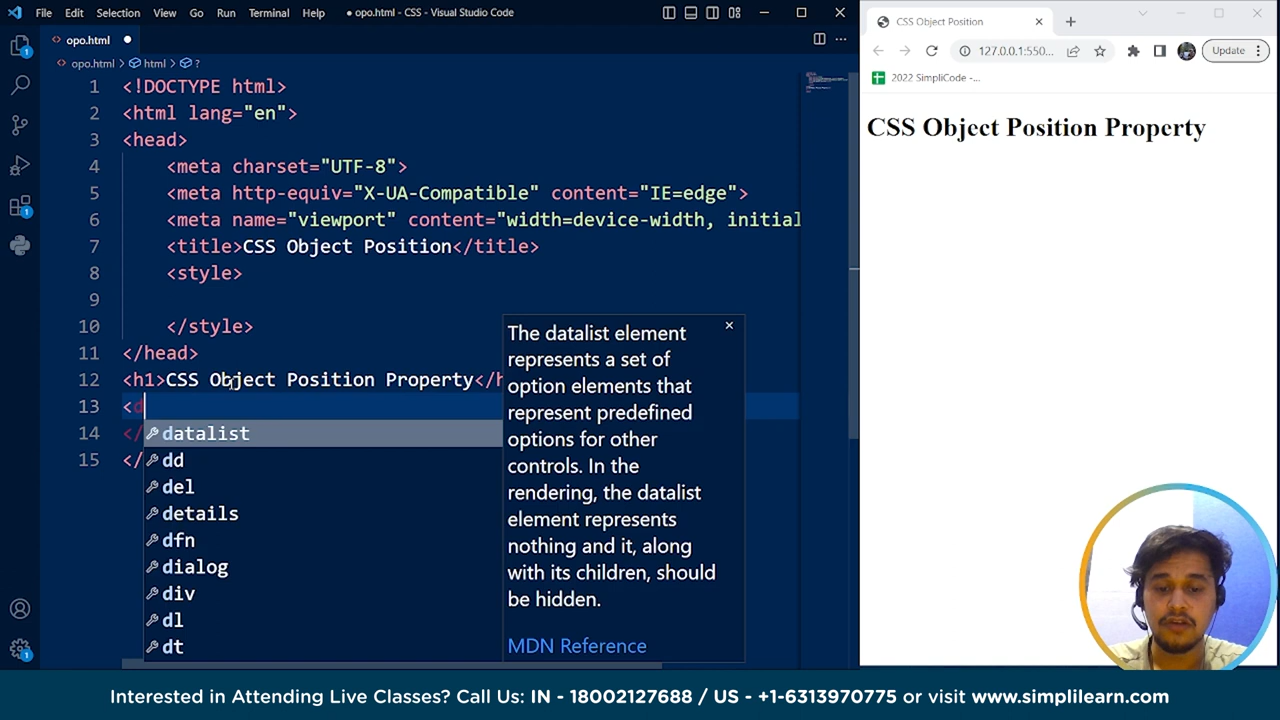 File Edit Selection View Go Run Terminal Help ● opo.html - CSS - Visual Studio Code
opo.html
opo.html > html > ?
1 <!DOCTYPE html>
2 <html lang="en">
3 <head>
4 <meta charset="UTF-8">
5 <meta http-equiv="X-UA-Compatible" content="IE=edge">
6 <meta name="viewport" content="width=device-width, initial
7 <title>CSS Object Position</title>
8 <style>
9
10 </style>
11 </head>
12 <h1>CSS Object Position Property</h
13 <d
14 </
15 </
datalist
dd
del
details
dfn
dialog
div
dl
dt
The datalist element
represents a set of
option elements that
represent predefined
options for other
controls. In the
rendering, the datalist
element represents
nothing and it, along
with its children, should
be hidden.
MDN Reference
1
1
1
CSS Object Position
127.0.0.1:550...
Update
2022 SimpliCode -...
CSS Object Position Property
Interested in Attending Live Classes? Call Us: IN - 18002127688 / US - +1-6313970775 or visit www.simplilearn.com